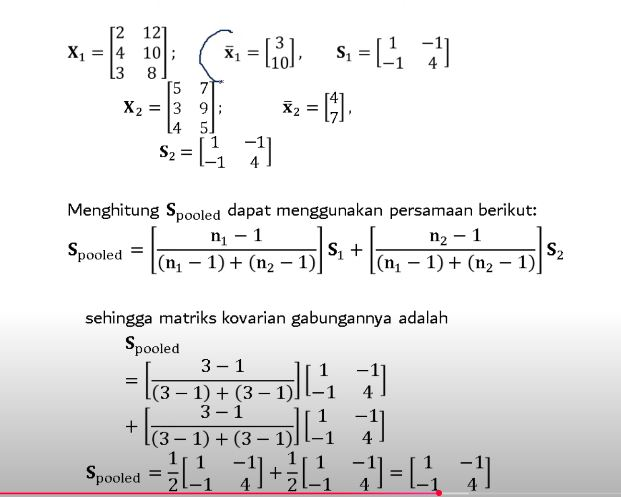 X₁ = [2 12; 4 10; 3 8]; x̄₁ = [3; 10], S₁ = [1 −1; −1 4]
X₂ = [5 7; 3 9; 4 5]; x̄₂ = [4; 7],
S₂ = [1 −1; −1 4]
Menghitung S_pooled dapat menggunakan persamaan berikut:
S_pooled = [(n₁ − 1) / ((n₁ − 1) + (n₂ − 1))] S₁ + [(n₂ − 1) / ((n₁ − 1) + (n₂ − 1))] S₂
sehingga matriks kovarian gabungannya adalah
S_pooled
= [(3 − 1) / ((3 − 1) + (3 − 1))] [1 −1; −1 4]
+ [(3 − 1) / ((3 − 1) + (3 − 1))] [1 −1; −1 4]
S_pooled = 1/2 [1 −1; −1 4] + 1/2 [1 −1; −1 4] = [1 −1; −1 4]